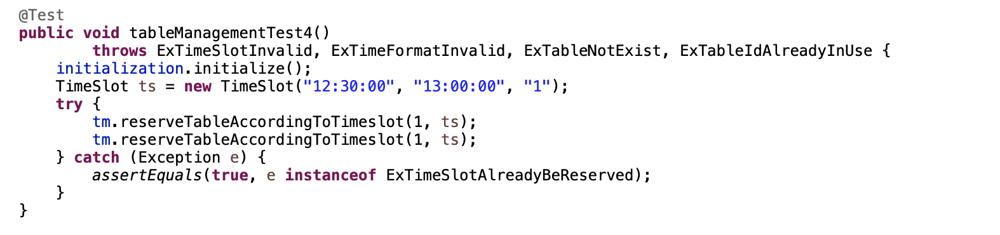 @Test
public void tableManagementTest4()
        throws ExTimeSlotInvalid, ExTimeFormatInvalid, ExTableNotExist, ExTableIdAlreadyInUse {
    initialization.initialize();
    TimeSlot ts = new TimeSlot("12:30:00", "13:00:00", "1");
    try {
        tm.reserveTableAccordingToTimeslot(1, ts);
        tm.reserveTableAccordingToTimeslot(1, ts);
    } catch (Exception e) {
        assertEquals(true, e instanceof ExTimeSlotAlreadyBeReserved);
    }
}